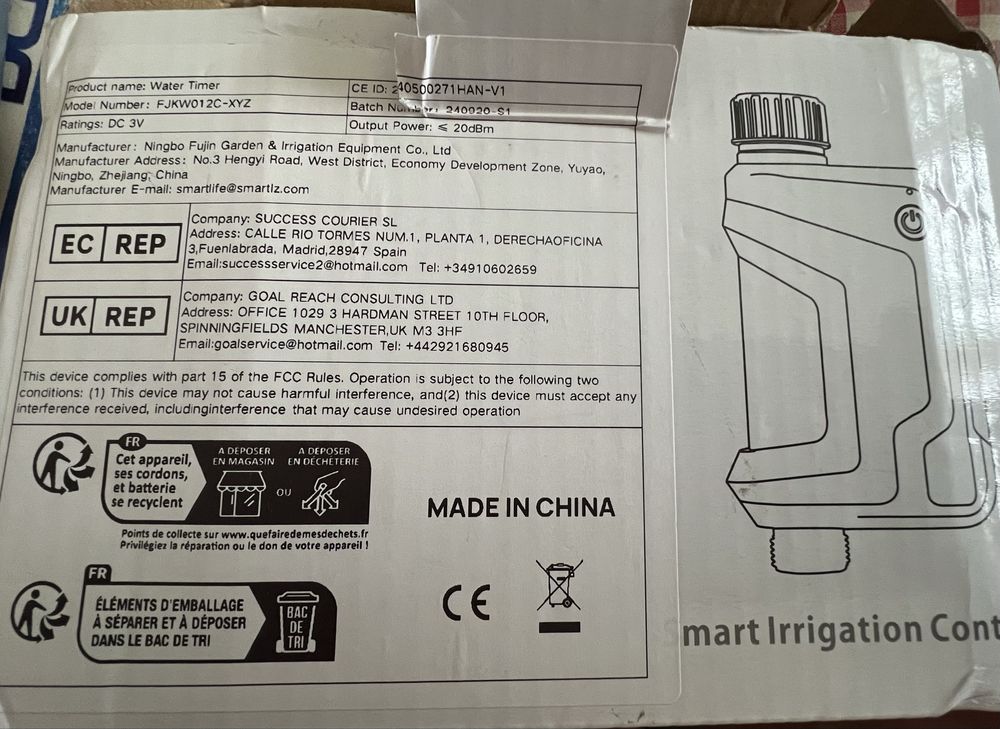 Product name: Water Timer
CE ID: 240500271HAN-V1
Model Number: FJKW012C-XYZ
Batch Number: 240920-S1
Ratings: DC 3V
Output Power: ≤ 20dBm
Manufacturer: Ningbo Fujin Garden & Irrigation Equipment Co., Ltd
Manufacturer Address: No.3 Hengyi Road, West District, Economy Development Zone, Yuyao,
Ningbo, Zhejiang, China
Manufacturer E-mail: smartlife@smartlz.com
EC REP
Company: SUCCESS COURIER SL
Address: CALLE RIO TORMES NUM.1, PLANTA 1, DERECHAOFICINA
3,Fuenlabrada, Madrid,28947 Spain
Email:successservice2@hotmail.com Tel: +34910602659
UK REP
Company: GOAL REACH CONSULTING LTD
Address: OFFICE 1029 3 HARDMAN STREET 10TH FLOOR,
SPINNINGFIELDS MANCHESTER,UK M3 3HF
Email:goalservice@hotmail.com Tel: +442921680945
This device complies with part 15 of the FCC Rules. Operation is subject to the following two
conditions: (1) This device may not cause harmful interference, and(2) this device must accept any
interference received, includinginterference that may cause undesired operation
FR
Cet appareil,
ses cordons,
et batterie
se recyclent
À DÉPOSER
EN MAGASIN
OU
À DÉPOSER
EN DÉCHÈTERIE
Points de collecte sur www.quefairedemesdechets.fr
Privilégiez la réparation ou le don de votre appareil !
MADE IN CHINA
FR
ÉLÉMENTS D'EMBALLAGE
À SÉPARER ET À DÉPOSER
DANS LE BAC DE TRI
BAC
DE
TRI
CE
mart Irrigation Cont